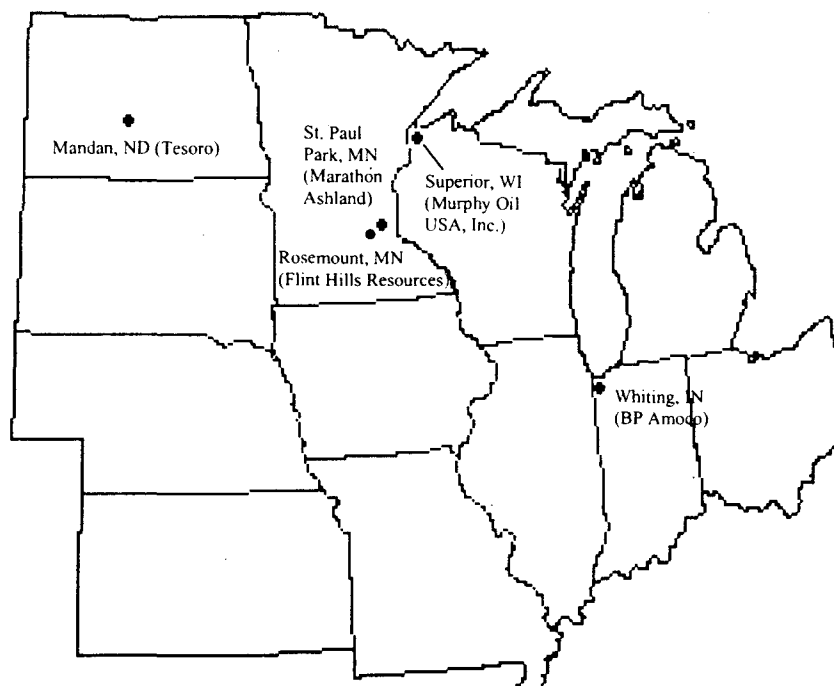 Mandan, ND (Tesoro)
St. Paul
Park, MN
(Marathon
Ashland)
Superior, WI
(Murphy Oil
USA, Inc.)
Rosemount, MN
(Flint Hills Resources)
Whiting, IN
(BP Amoco)